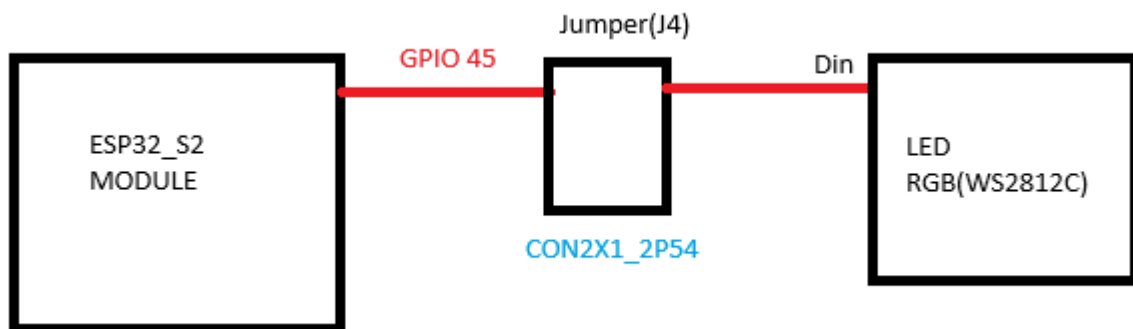 Jumper(J4)
GPIO 45
Din
ESP32_S2
MODULE
LED
RGB(WS2812C)
CON2X1_2P54